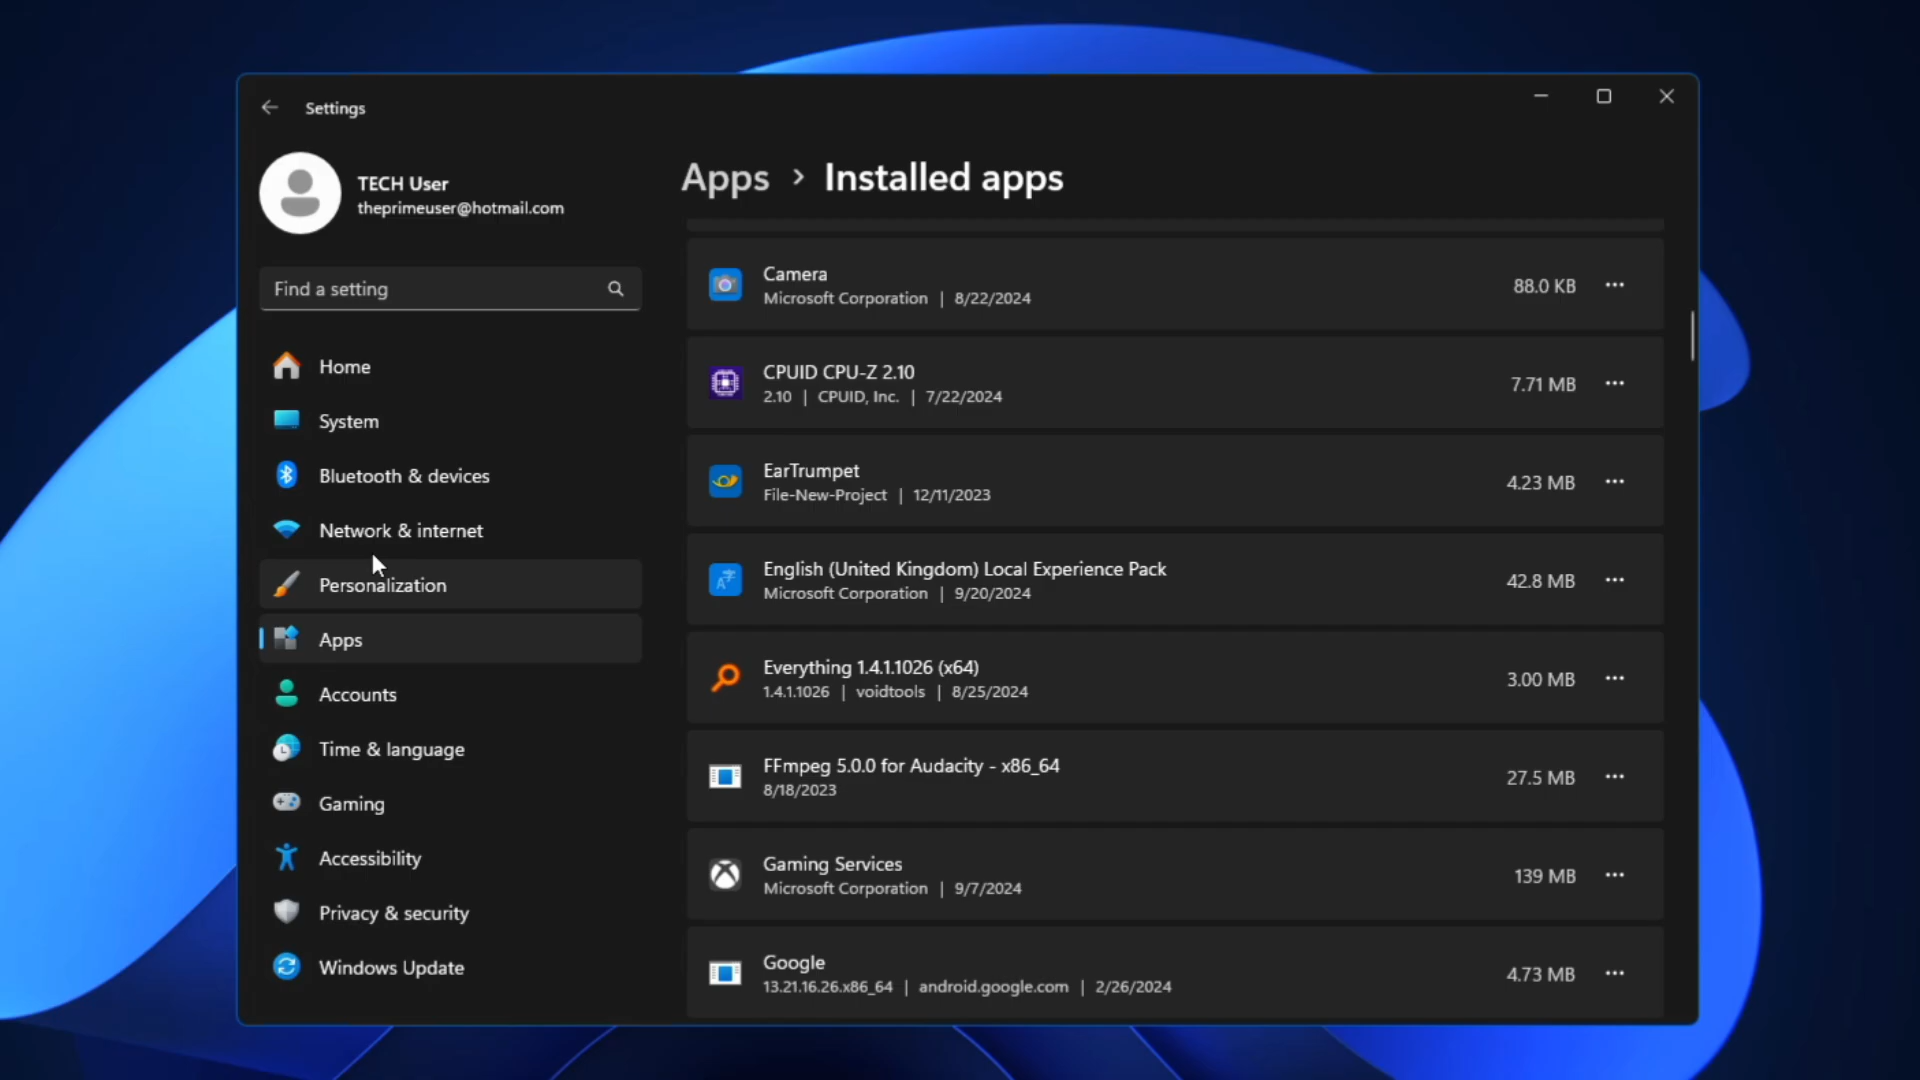 Settings
TECH User
theprimeuser@hotmail.com
Find a setting
Home
System
Bluetooth & devices
Network & internet
Personalization
Apps
Accounts
Time & language
Gaming
Accessibility
Privacy & security
Windows Update
Apps > Installed apps
Camera
Microsoft Corporation | 8/22/2024
88.0 KB
CPUID CPU-Z 2.10
2.10 | CPUID, Inc. | 7/22/2024
7.71 MB
EarTrumpet
File-New-Project | 12/11/2023
4.23 MB
English (United Kingdom) Local Experience Pack
Microsoft Corporation | 9/20/2024
42.8 MB
Everything 1.4.1.1026 (x64)
1.4.1.1026 | voidtools | 8/25/2024
3.00 MB
FFmpeg 5.0.0 for Audacity - x86_64
8/18/2023
27.5 MB
Gaming Services
Microsoft Corporation | 9/7/2024
139 MB
Google
13.21.16.26.x86_64 | android.google.com | 2/26/2024
4.73 MB